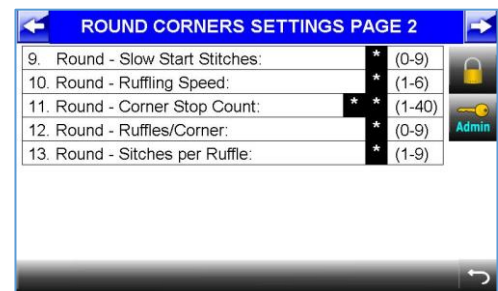 ROUND CORNERS SETTINGS PAGE 2
9. Round - Slow Start Stitches: * (0-9)
10. Round - Ruffling Speed: * (1-6)
11. Round - Corner Stop Count: * * (1-40)
12. Round - Ruffles/Corner: * (0-9)
13. Round - Sitches per Ruffle: * (1-9)
Admin